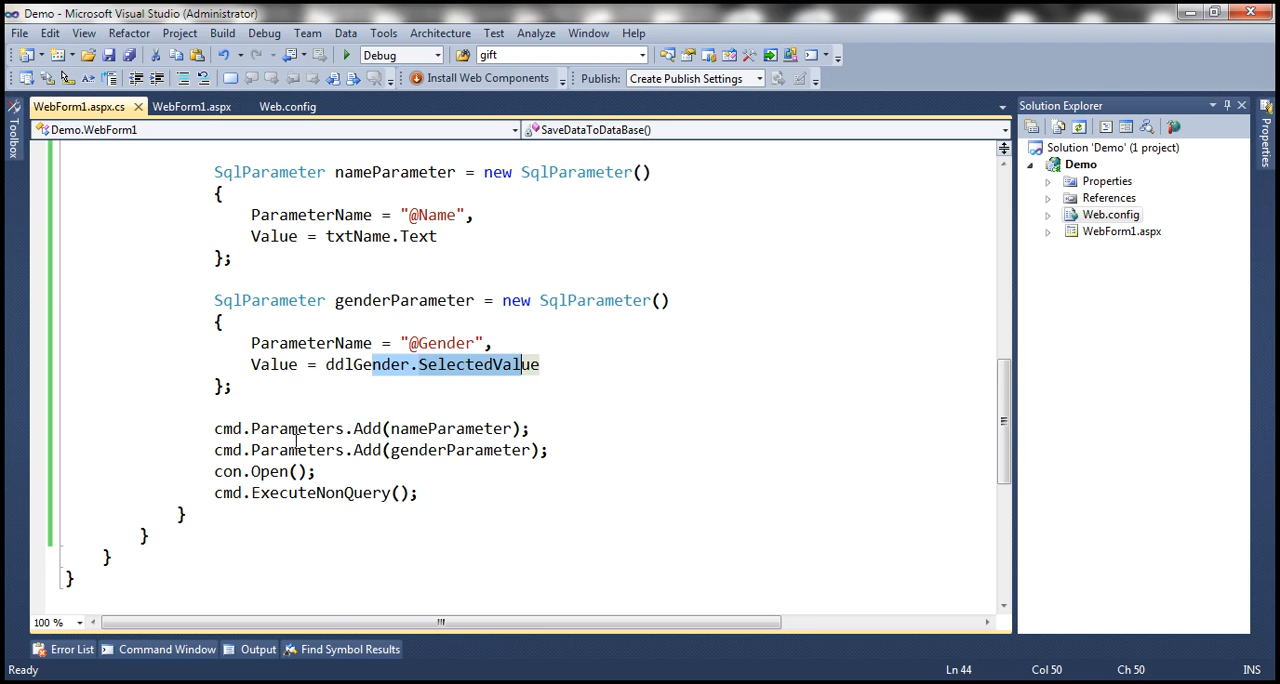 Demo - Microsoft Visual Studio (Administrator)
File Edit View Refactor Project Build Debug Team Data Tools Architecture Test Analyze Window Help
Debug gift
Install Web Components Publish: Create Publish Settings
WebForm1.aspx.cs WebForm1.aspx Web.config
Solution Explorer
Toolbox
Properties
Demo.WebForm1 SaveDataToDataBase()
Solution 'Demo' (1 project)
Demo
Properties
References
Web.config
WebForm1.aspx
SqlParameter nameParameter = new SqlParameter()
{
ParameterName = "@Name",
Value = txtName.Text
};
SqlParameter genderParameter = new SqlParameter()
{
ParameterName = "@Gender",
Value = ddlGender.SelectedValue
};
cmd.Parameters.Add(nameParameter);
cmd.Parameters.Add(genderParameter);
con.Open();
cmd.ExecuteNonQuery();
}
}
}
}
100 %
Error List Command Window Output Find Symbol Results
Ready Ln 44 Col 50 Ch 50 INS